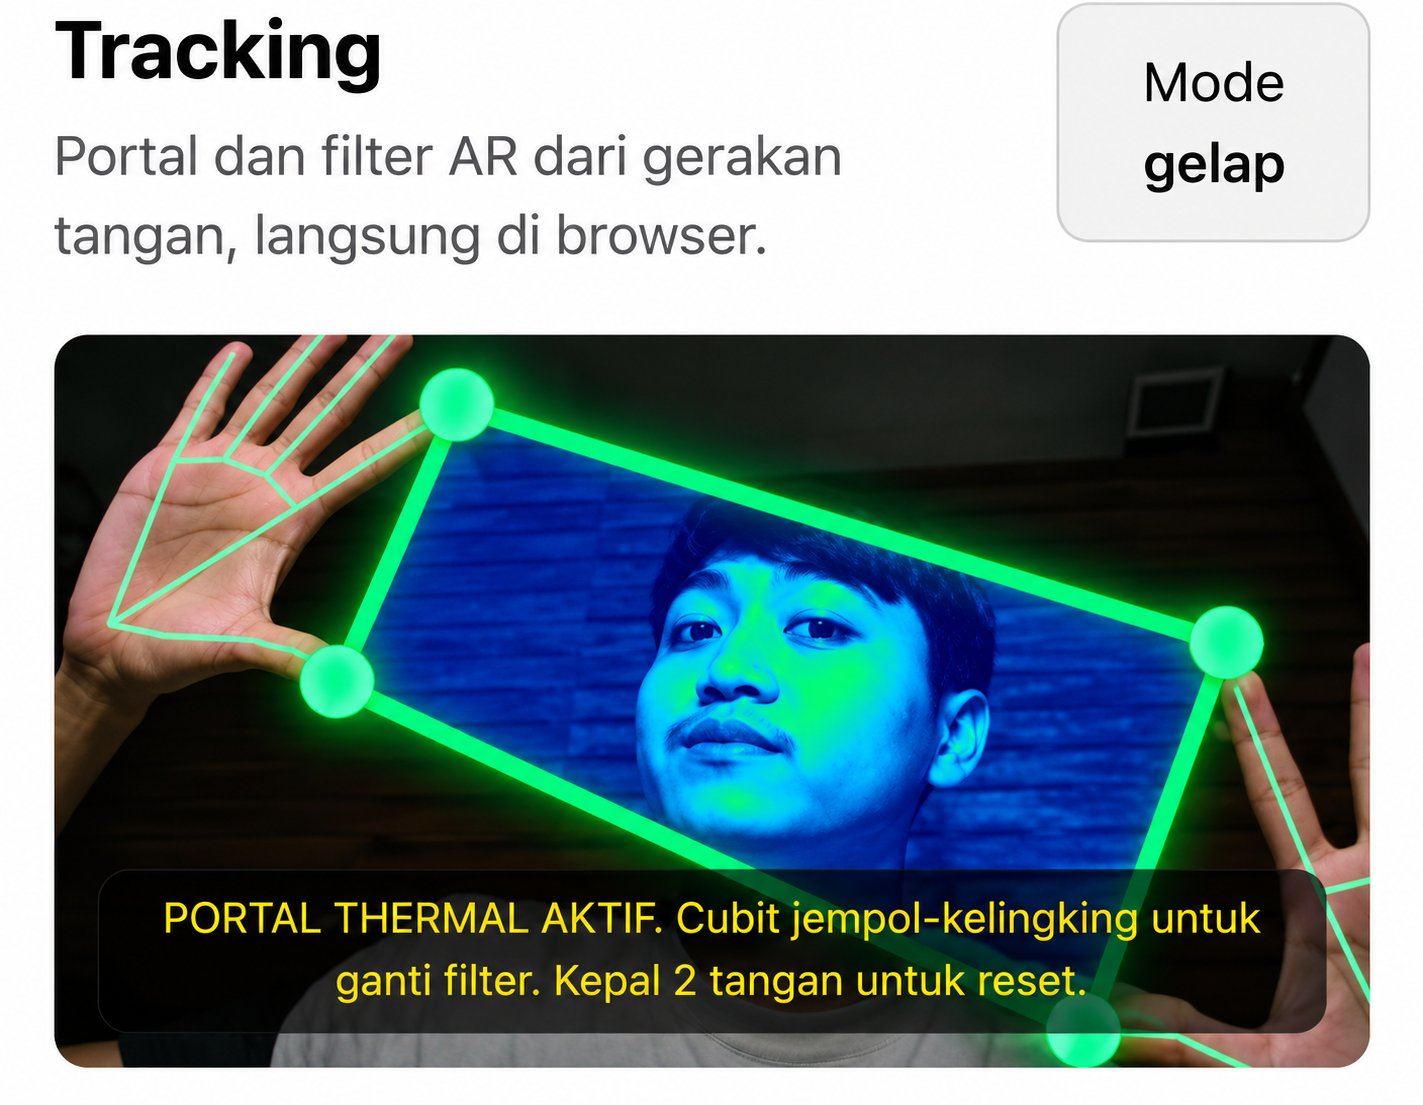 Tracking
Mode
gelap
Portal dan filter AR dari gerakan
tangan, langsung di browser.
PORTAL THERMAL AKTIF. Cubit jempol-kelingking untuk
ganti filter. Kepal 2 tangan untuk reset.